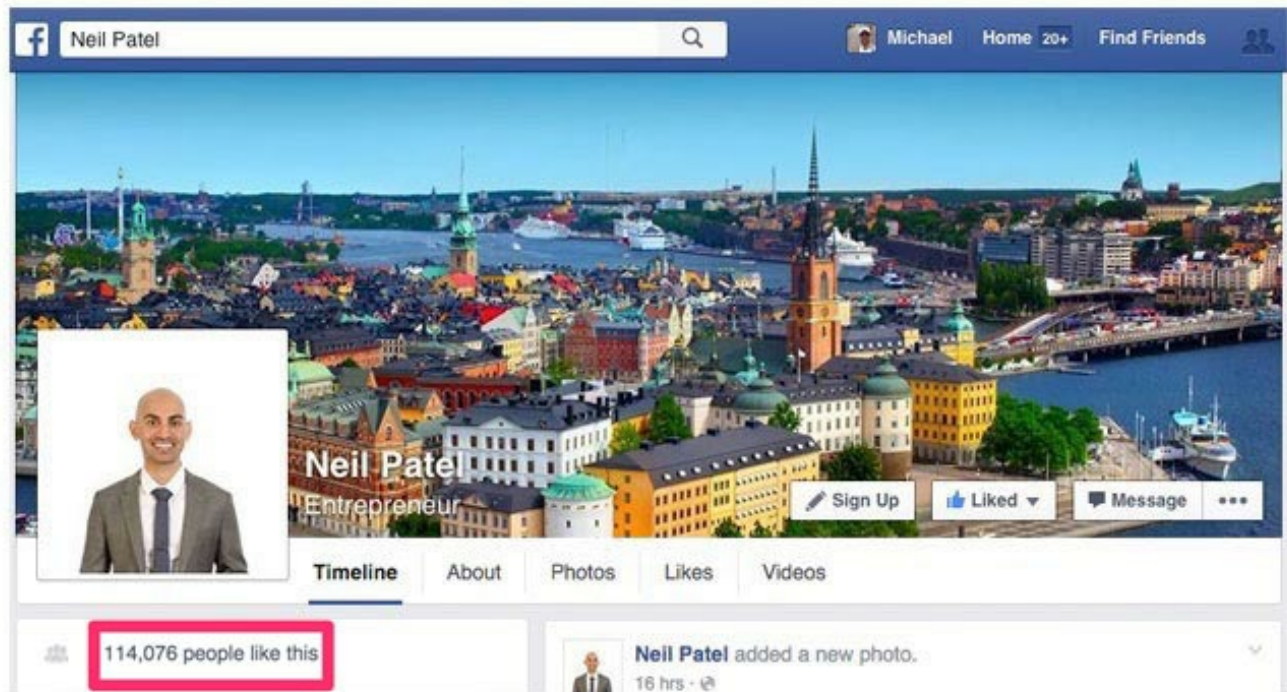 f Neil Patel Michael Home 20+ Find Friends
Neil Patel
Entrepreneur
Sign Up Liked Message
Timeline About Photos Likes Videos
114,076 people like this
Neil Patel added a new photo.
16 hrs ·